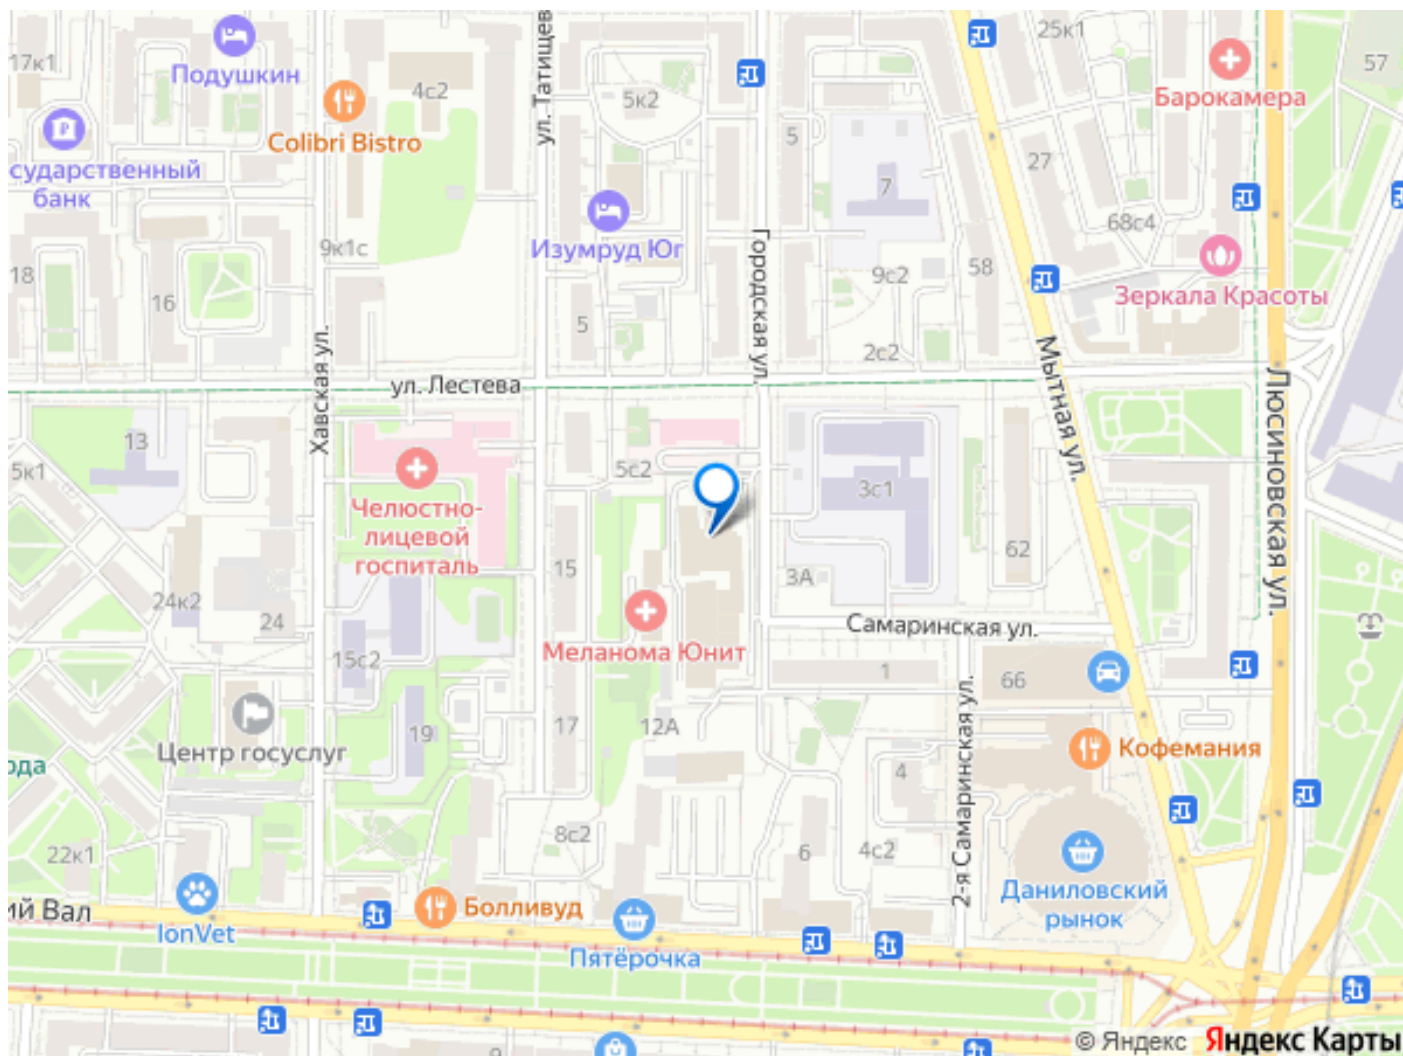 17к1
Подушкин
Colibri Bistro
4с2
ул. Татищев
5к2
5
7
25к1
57
Барокамера
27
68с4
сударственный
банк
Изумруд Юг
9к1с
18
16
5
Городская ул.
9с2
58
2с2
Зеркала Красоты
Хавская ул.
ул. Лестева
Мытная ул.
Люсиновская ул.
13
5к1
Челюстно-
лицевой
госпиталь
5с2
3с1
62
15
3А
24к2
24
Меланома Юнит
Самаринская ул.
15с2
1
66
Центр госуслуг
19
17
12А
4
Кофемания
ода
2-я Самаринская ул.
22к1
8с2
6
4с2
Даниловский
рынок
ий Вал
IonVet
Болливуд
Пятёрочка
9
© Яндекс Яндекс Карты